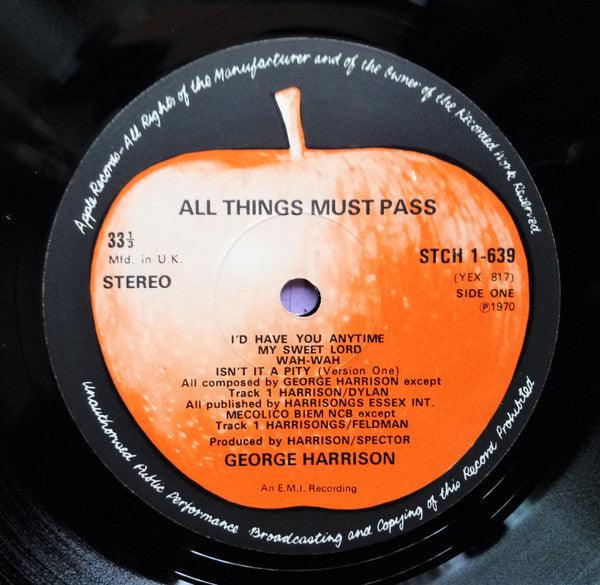 Apple Records-All Rights of the Manufacturer and of the Owner of the Recorded Work Reserved
ALL THINGS MUST PASS
33⅓
Mfd. in U.K.
STEREO
STCH 1-639
(YEX 817)
SIDE ONE
℗1970
I'D HAVE YOU ANYTIME
MY SWEET LORD
WAH-WAH
ISN'T IT A PITY (Version One)
All composed by GEORGE HARRISON except
Track 1 HARRISON/DYLAN
All published by HARRISONGS ESSEX INT.
MECOLICO BIEM NCB except
Track 1 HARRISONGS/FELDMAN
Produced by HARRISON/SPECTOR
GEORGE HARRISON
An E.M.I. Recording
Unauthorised Public Performance · Broadcasting and Copying of this Record Prohibited